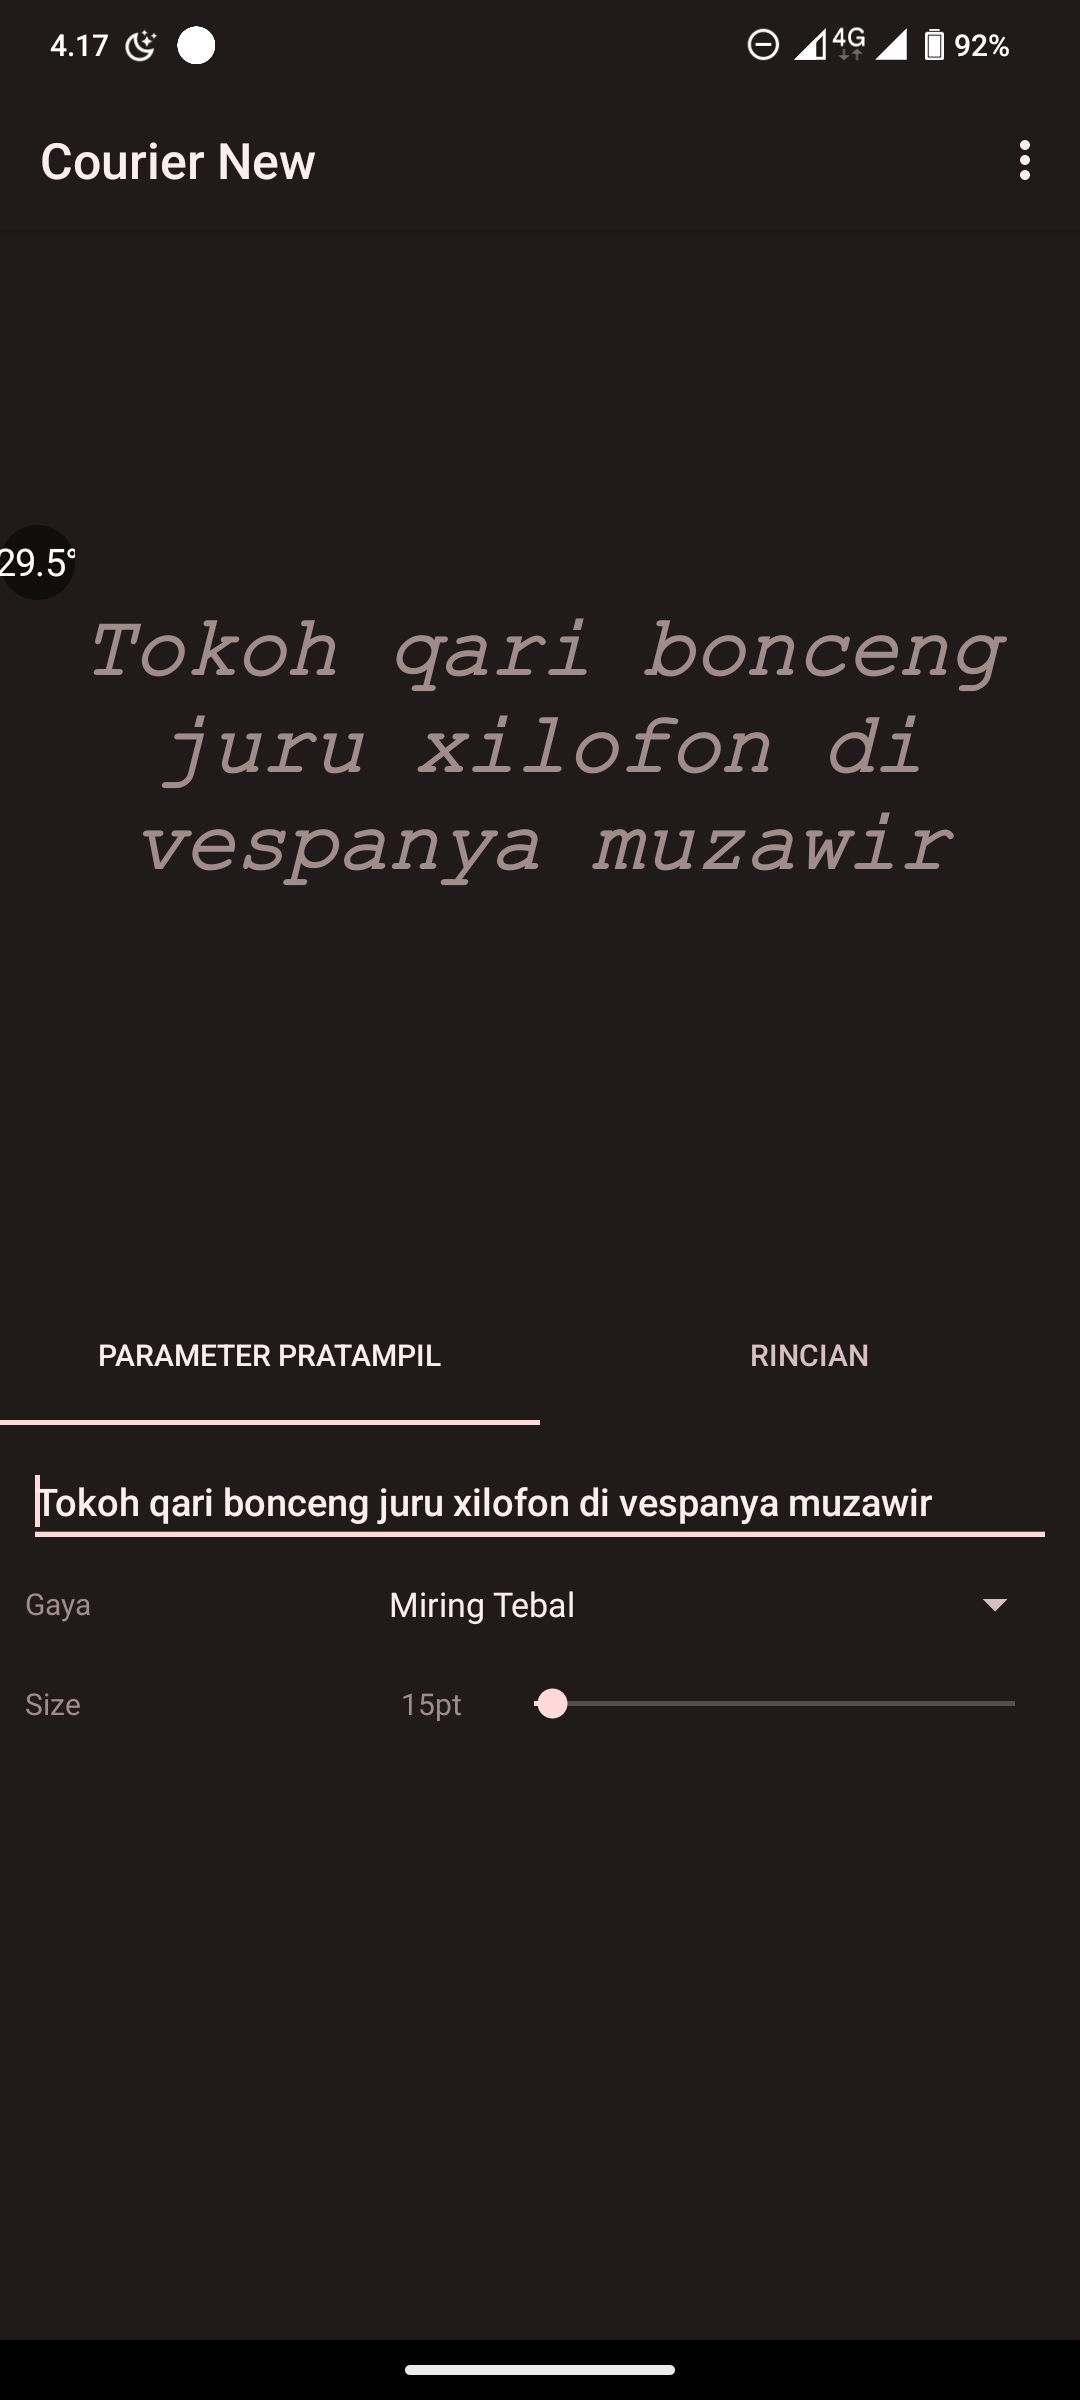 4.17 4G 92%
Courier New
29.5°
Tokoh qari bonceng
juru xilofon di
vespanya muzawir
PARAMETER PRATAMPIL RINCIAN
Tokoh qari bonceng juru xilofon di vespanya muzawir
Gaya Miring Tebal
Size 15pt